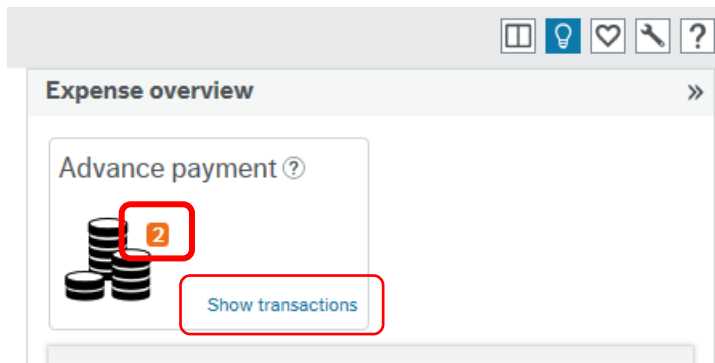 ?
Expense overview
»
Advance payment ?
2
Show transactions